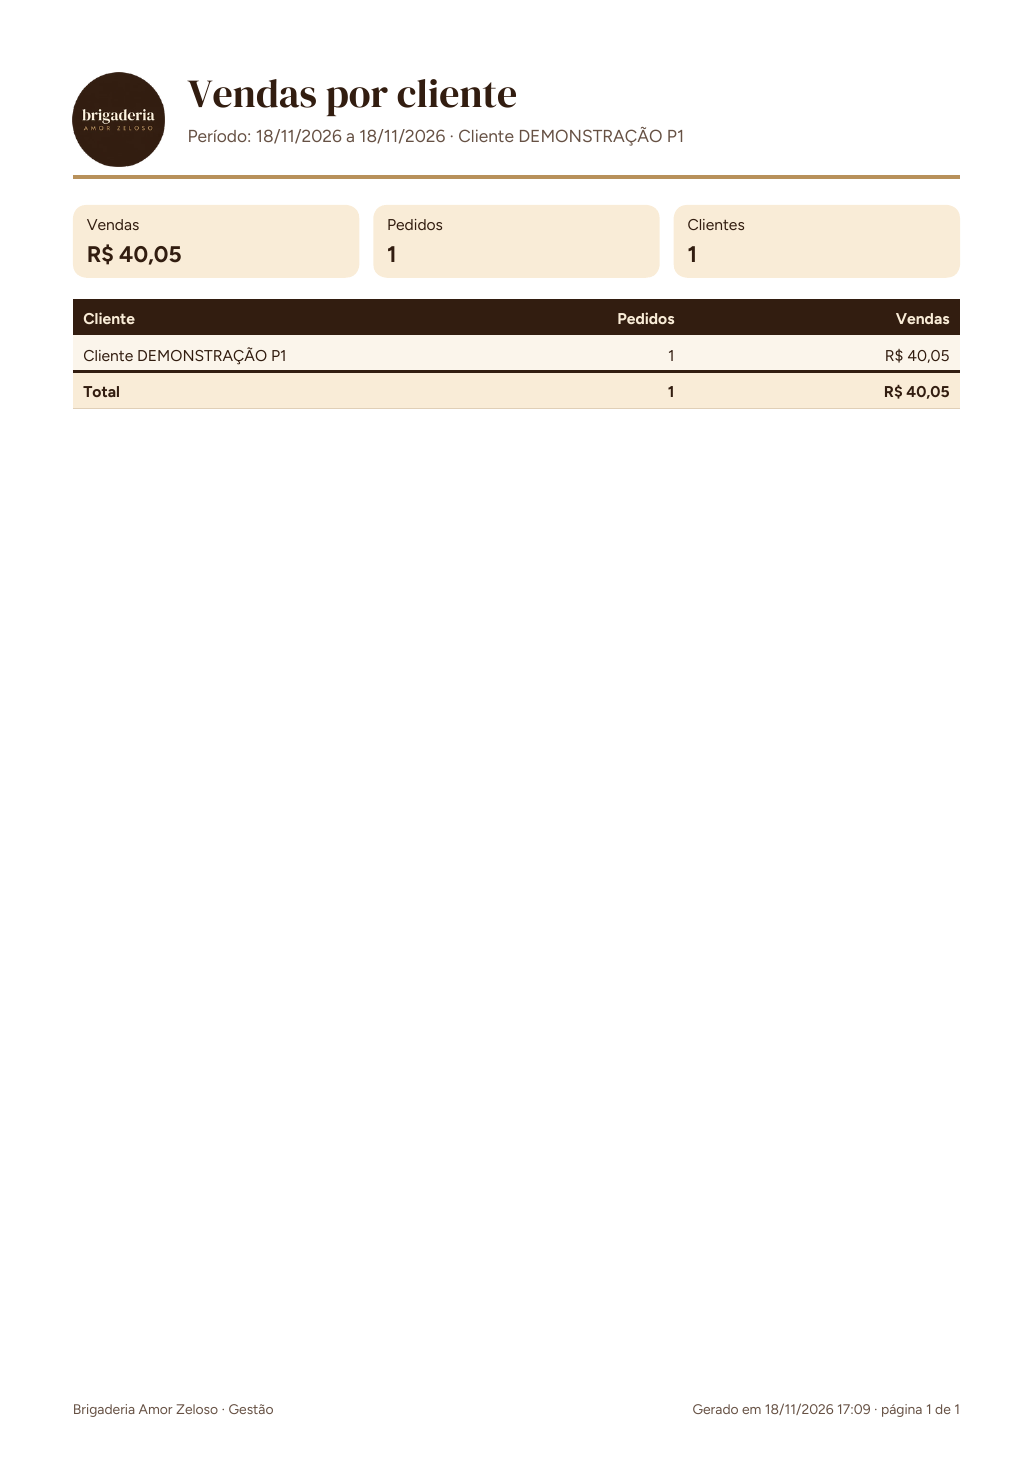 brigaderia
AMOR ZELOSO
Vendas por cliente
Período: 18/11/2026 a 18/11/2026 · Cliente DEMONSTRAÇÃO P1
Vendas
R$ 40,05
Pedidos
1
Clientes
1
Cliente Pedidos Vendas
Cliente DEMONSTRAÇÃO P1 1 R$ 40,05
Total 1 R$ 40,05
Brigaderia Amor Zeloso · Gestão
Gerado em 18/11/2026 17:09 · página 1 de 1